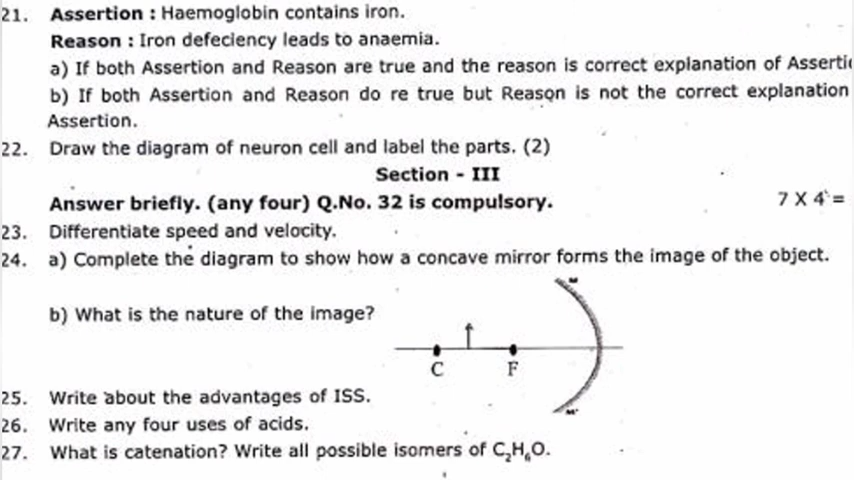 21. Assertion : Haemoglobin contains iron.
Reason : Iron defeciency leads to anaemia.
a) If both Assertion and Reason are true and the reason is correct explanation of
b) If both Assertion and Reason do re true but Reason is not the correct explanation
Assertion.
22. Draw the diagram of neuron cell and label the parts. (2)
Section - III
Answer briefly. (any four) Q.No. 32 is compulsory. 7 X 4 =
23. Differentiate speed and velocity.
24. a) Complete the diagram to show how a concave mirror forms the image of the object.
b) What is the nature of the image?
C F
25. Write about the advantages of ISS.
26. Write any four uses of acids.
27. What is catenation? Write all possible isomers of C₂H₆O.